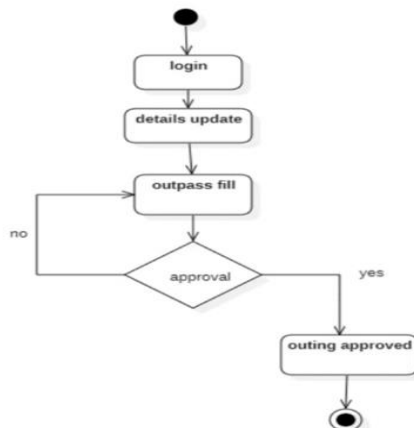 login
details update
outpass fill
no
approval
yes
outing approved